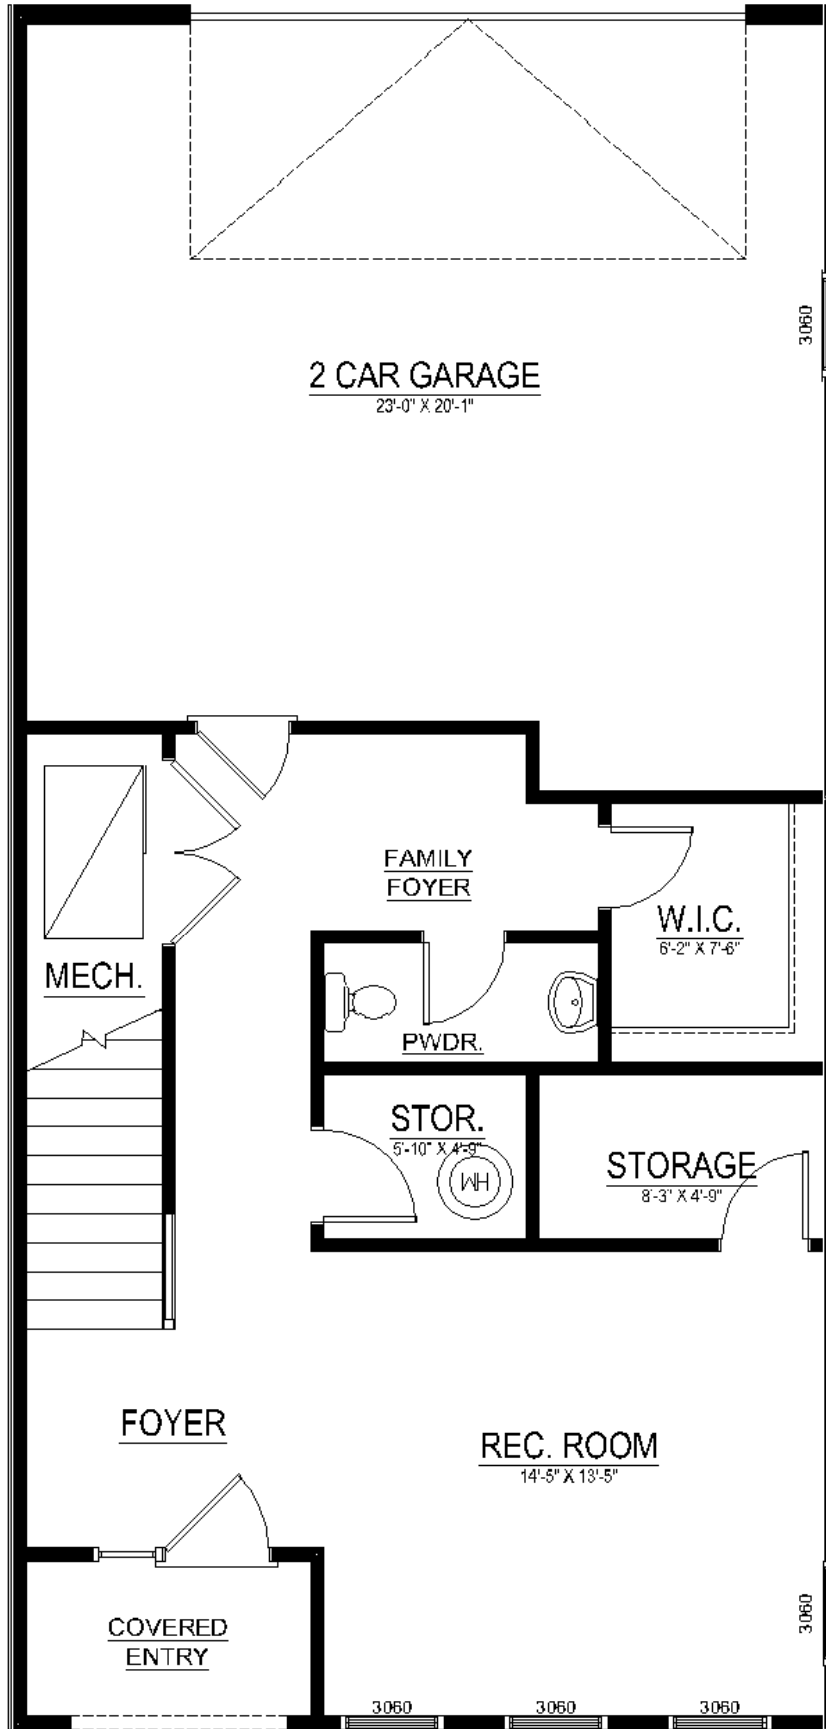 3060
2 CAR GARAGE
23'-0" X 20'-1"
FAMILY
FOYER
W.I.C.
6'-2" X 7'-6"
MECH.
PWDR.
STOR.
5'-10" X 4'-9"
HW
STORAGE
8'-3" X 4'-9"
FOYER
REC. ROOM
14'-5" X 13'-5"
COVERED
ENTRY
3060
3060
3060
3060